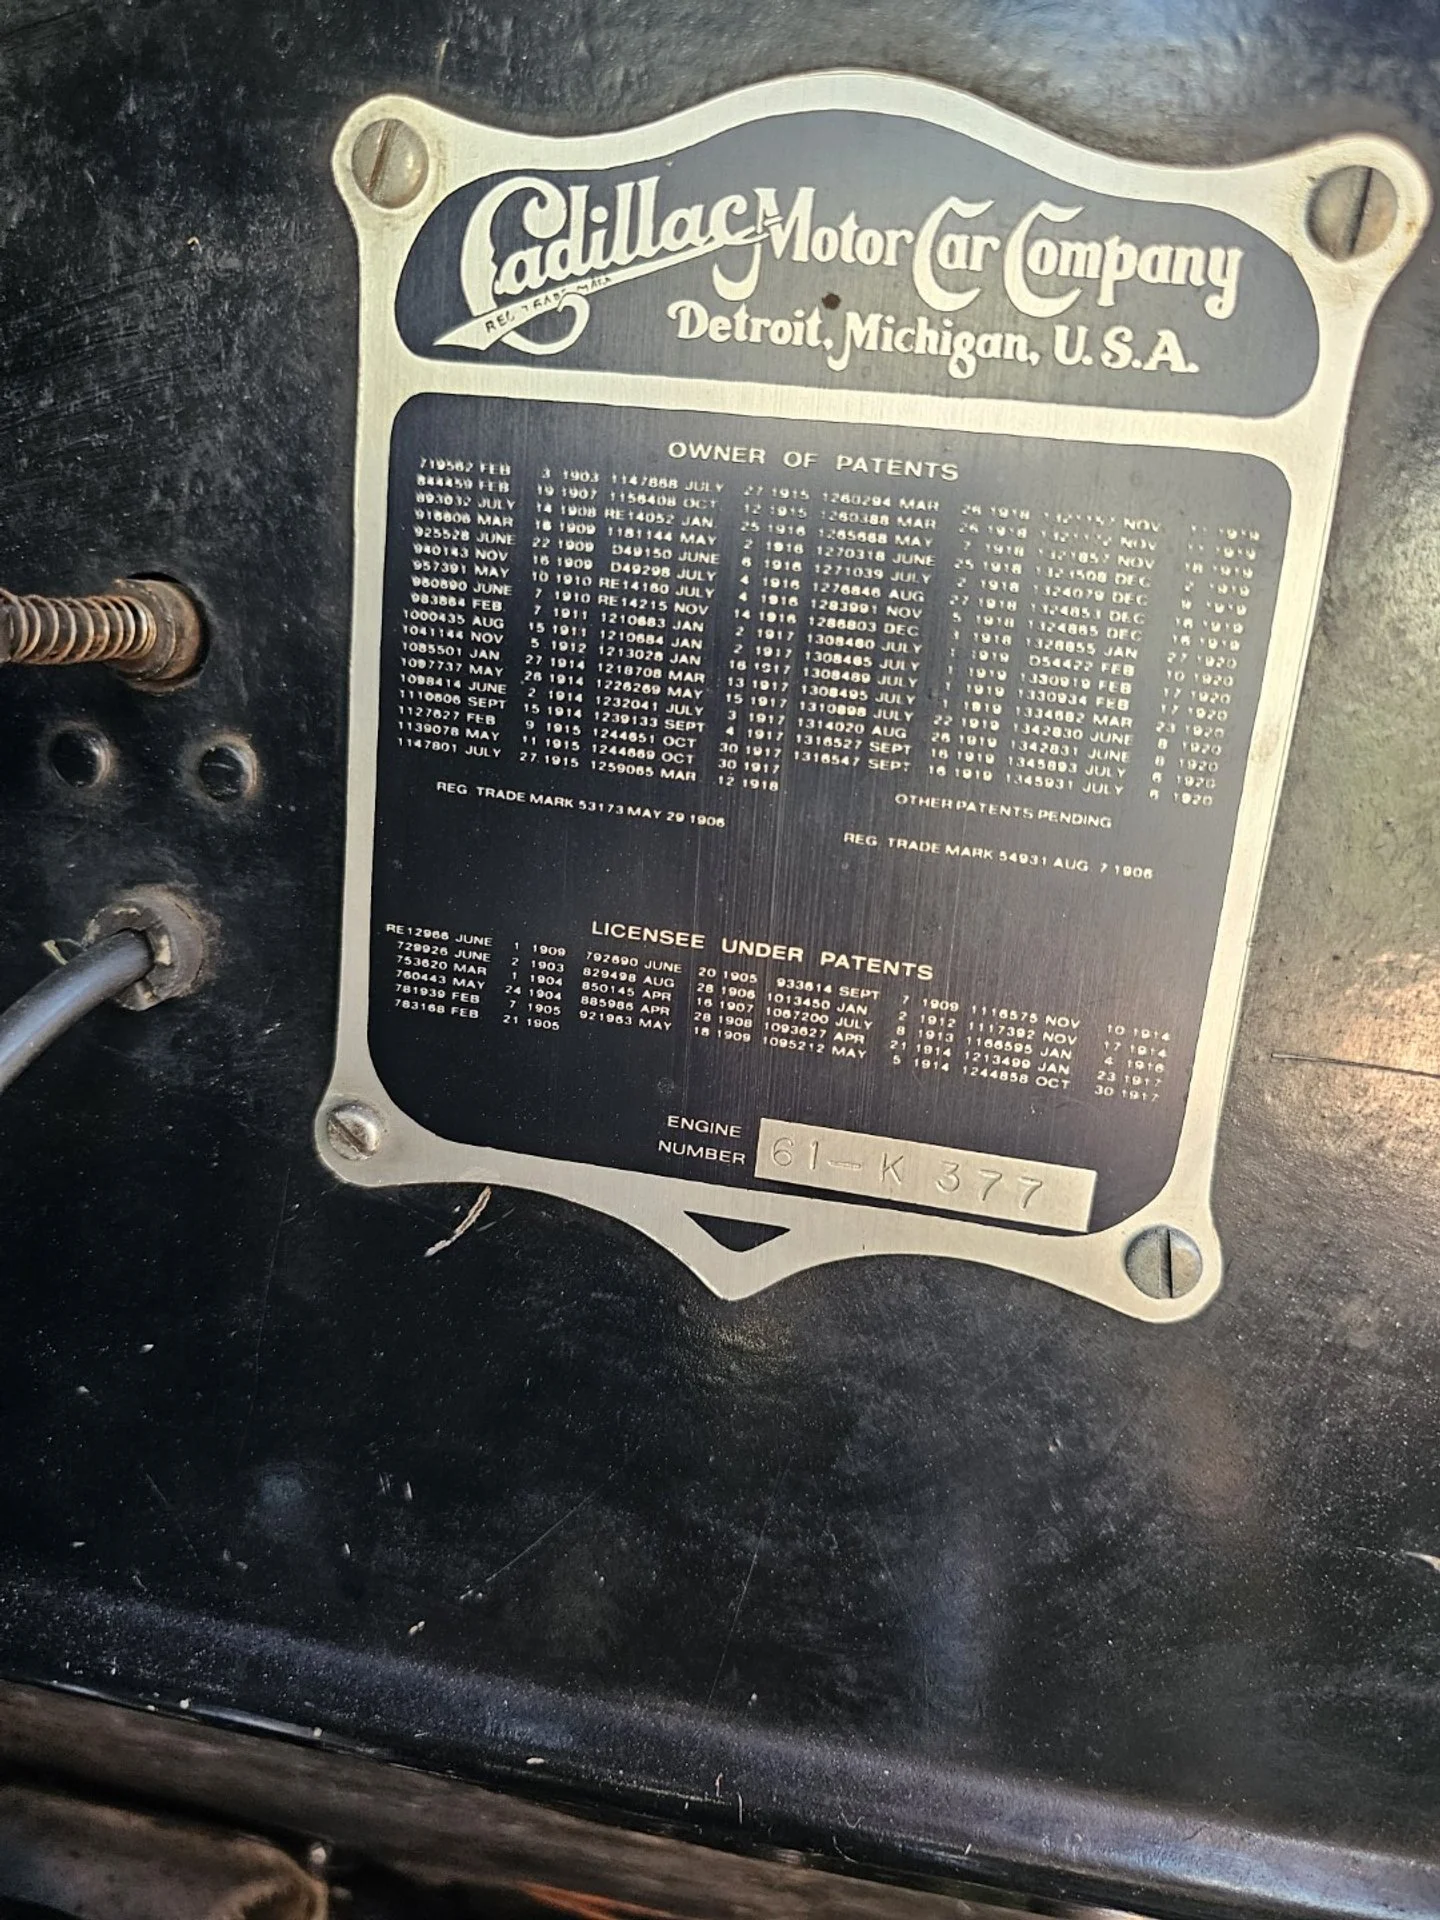 Cadillac Motor Car Company
REG. TRADE MARK
Detroit, Michigan, U.S.A.
OWNER OF PATENTS
719562 FEB 3 1903 1147868 JULY 27 1915 1260294 MAR 26 1918 NOV 11 1919
844459 FEB 19 1907 1156408 OCT 12 1915 1260388 MAR 26 1918 NOV 11 1919
893032 JULY 14 1908 RE14052 JAN 25 1916 1265668 MAY 7 1918 1321857 NOV 18 1919
916606 MAR 16 1909 1181144 MAY 2 1916 1270318 JUNE 25 1918 1323508 DEC 2 1919
925528 JUNE 22 1909 D49150 JUNE 6 1916 1271039 JULY 2 1918 1324079 DEC 9 1919
940143 NOV 16 1909 D49298 JULY 4 1916 1276846 AUG 27 1918 1324853 DEC 16 1919
957391 MAY 10 1910 RE14160 JULY 4 1916 1283991 NOV 5 1918 1324865 DEC 16 1919
960690 JUNE 7 1910 RE14215 NOV 14 1916 1286803 DEC 3 1918 1328855 JAN 27 1920
983864 FEB 7 1911 1210683 JAN 2 1917 1308460 JULY 1 1919 D54422 FEB 10 1920
1000435 AUG 15 1911 1210684 JAN 2 1917 1308485 JULY 1 1919 1330919 FEB 17 1920
1041144 NOV 5 1912 1213028 JAN 16 1917 1308489 JULY 1 1919 1330934 FEB 17 1920
1085501 JAN 27 1914 1218708 MAR 13 1917 1308495 JULY 1 1919 1334682 MAR 23 1920
1097737 MAY 26 1914 1226269 MAY 15 1917 1310898 JULY 22 1919 1342830 JUNE 8 1920
1098414 JUNE 2 1914 1232041 JULY 3 1917 1314020 AUG 26 1919 1342831 JUNE 8 1920
1110606 SEPT 15 1914 1239133 SEPT 4 1917 1316527 SEPT 16 1919 1345893 JULY 6 1920
1127627 FEB 9 1915 1244651 OCT 30 1917 1316547 SEPT 16 1919 1345931 JULY 6 1920
1139078 MAY 11 1915 1244669 OCT 30 1917
1147801 JULY 27 1915 1259065 MAR 12 1918
OTHER PATENTS PENDING
REG. TRADE MARK 53173 MAY 29 1906
REG. TRADE MARK 54931 AUG 7 1906
LICENSEE UNDER PATENTS
RE12966 JUNE 1 1909 792690 JUNE 20 1905 933614 SEPT 7 1909 1116575 NOV 10 1914
729926 JUNE 2 1903 829498 AUG 28 1906 1013450 JAN 2 1912 1117392 NOV 17 1914
753620 MAR 1 1904 850145 APR 16 1907 1067200 JULY 8 1913 1166595 JAN 4 1916
760443 MAY 24 1904 885986 APR 28 1908 1093627 APR 21 1914 1213499 JAN 23 1917
781939 FEB 7 1905 921963 MAY 18 1909 1095212 MAY 5 1914 1244858 OCT 30 1917
783168 FEB 21 1905
ENGINE
NUMBER
61-K 377